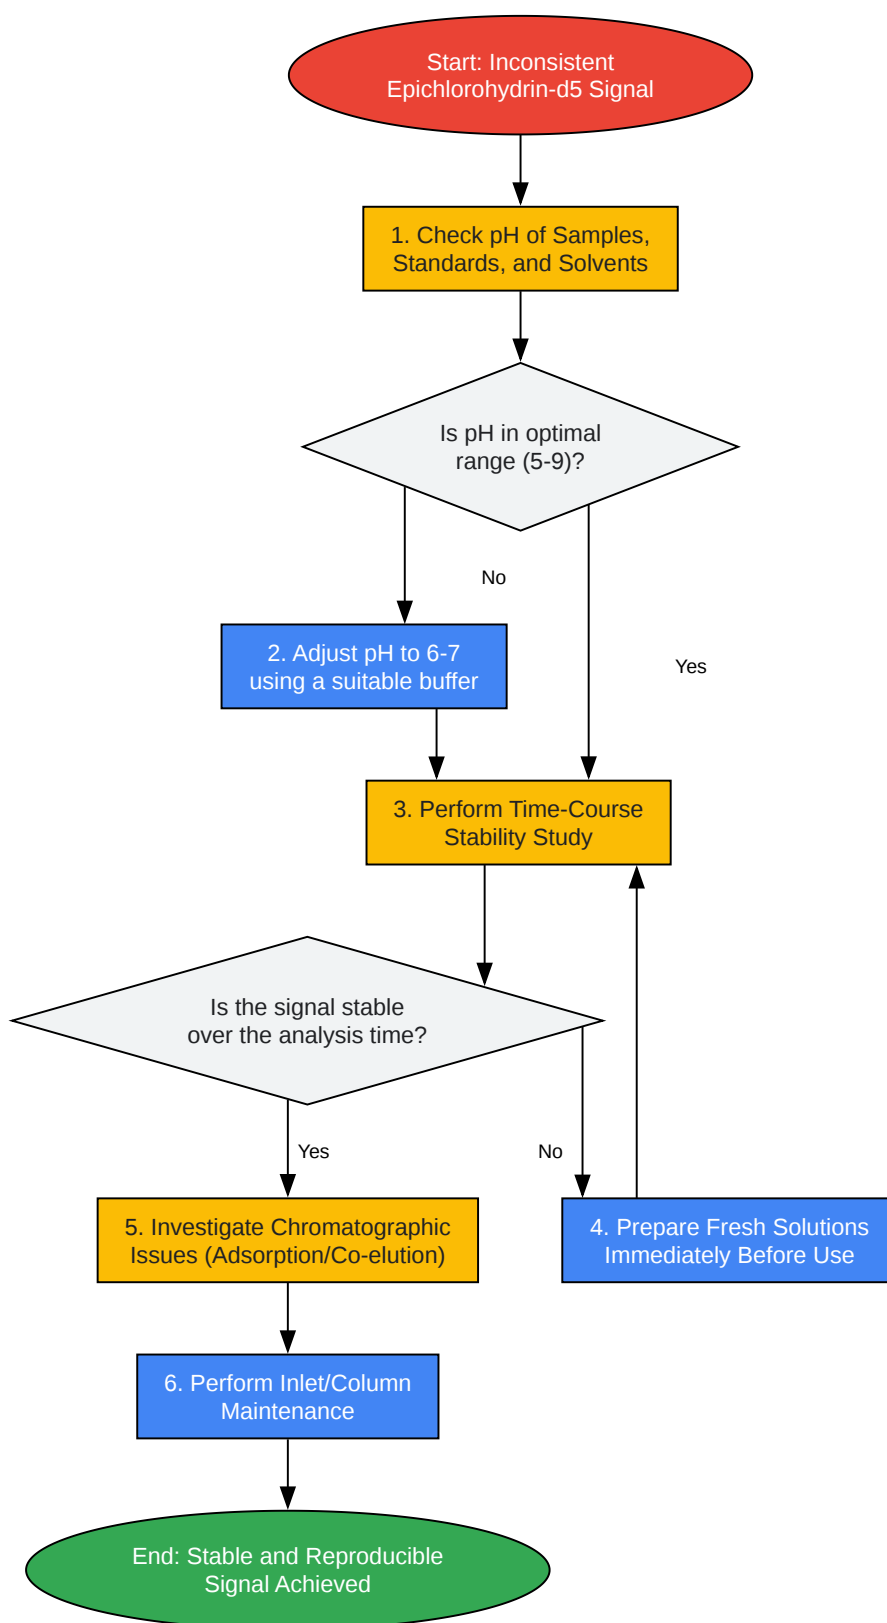 Start: Inconsistent
Epichlorohydrin-d5 Signal
1. Check pH of Samples,
Standards, and Solvents
Is pH in optimal
range (5-9)?
No
2. Adjust pH to 6-7
using a suitable buffer
Yes
3. Perform Time-Course
Stability Study
Is the signal stable
over the analysis time?
Yes
No
5. Investigate Chromatographic
Issues (Adsorption/Co-elution)
4. Prepare Fresh Solutions
Immediately Before Use
6. Perform Inlet/Column
Maintenance
End: Stable and Reproducible
Signal Achieved